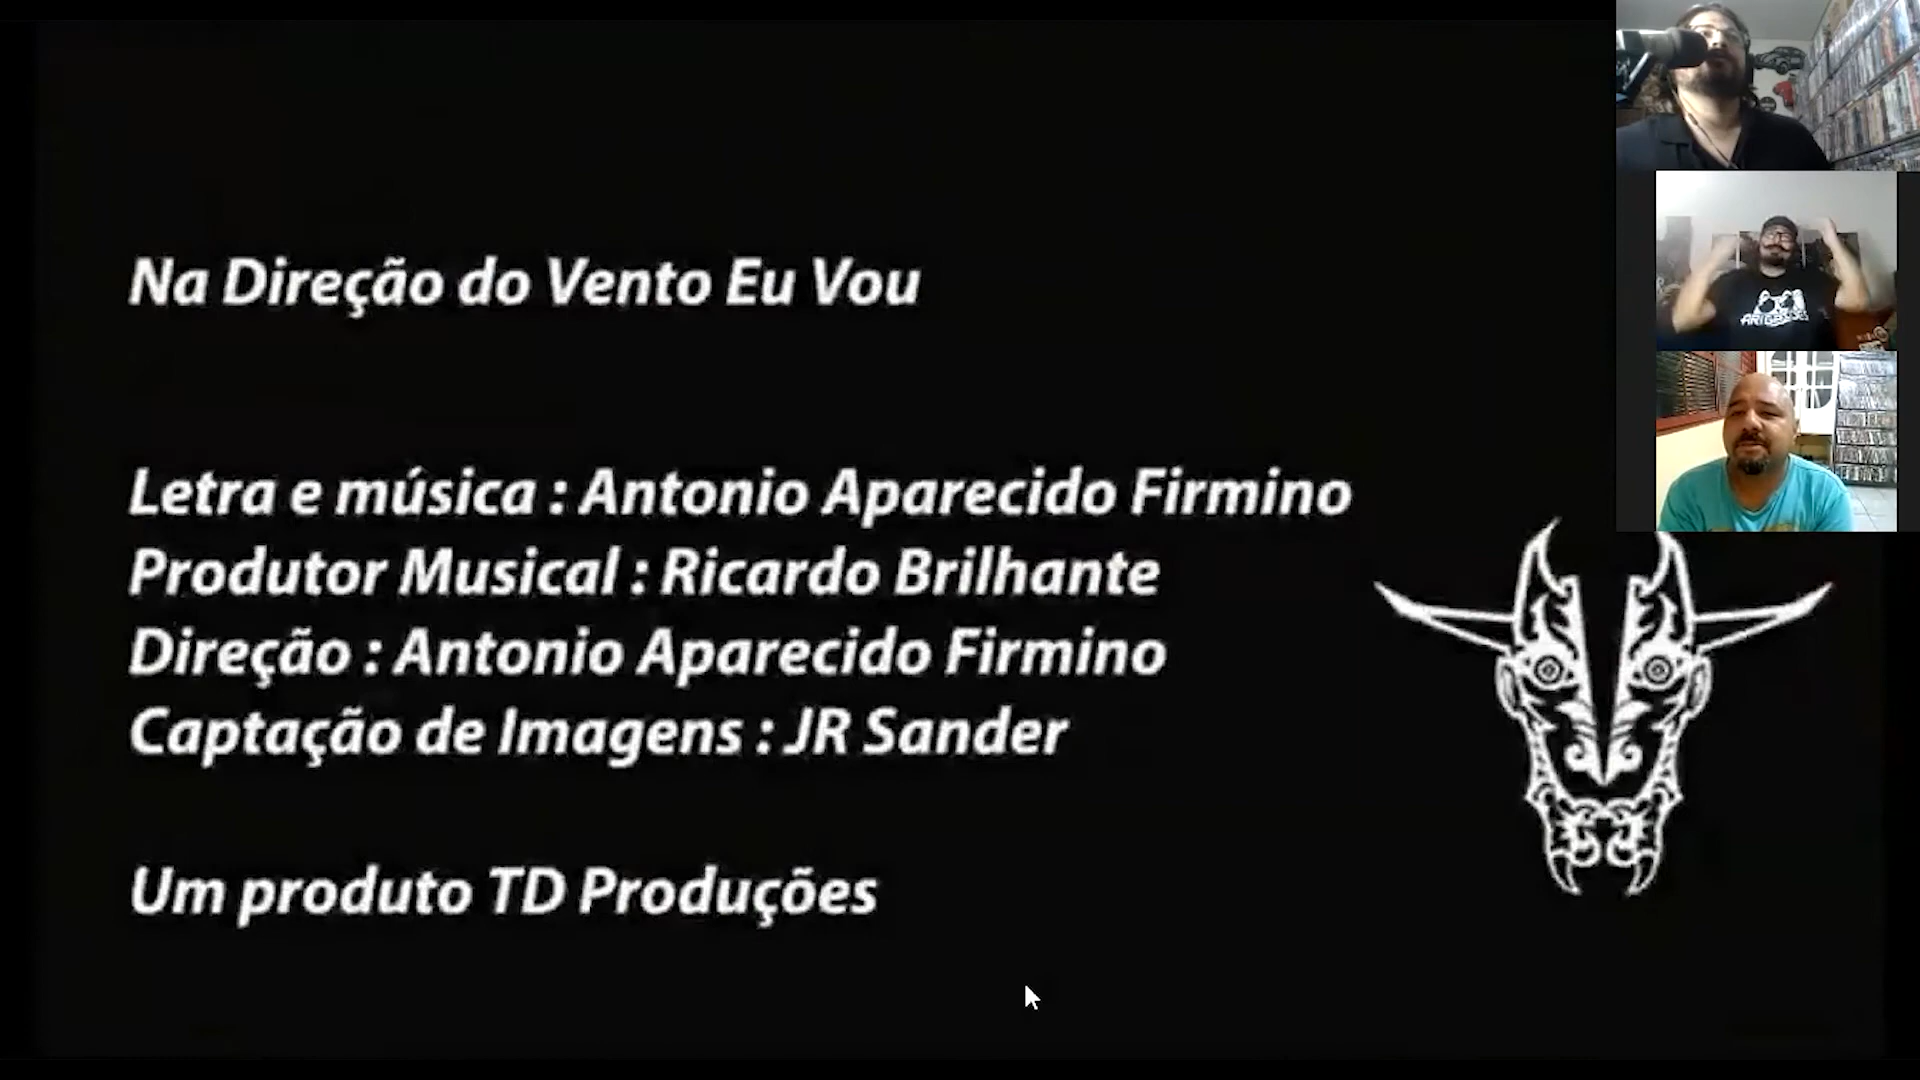 Na Direção do Vento Eu Vou
Letra e música : Antonio Aparecido Firmino
Produtor Musical : Ricardo Brilhante
Direção : Antonio Aparecido Firmino
Captação de Imagens : JR Sander
Um produto TD Produções